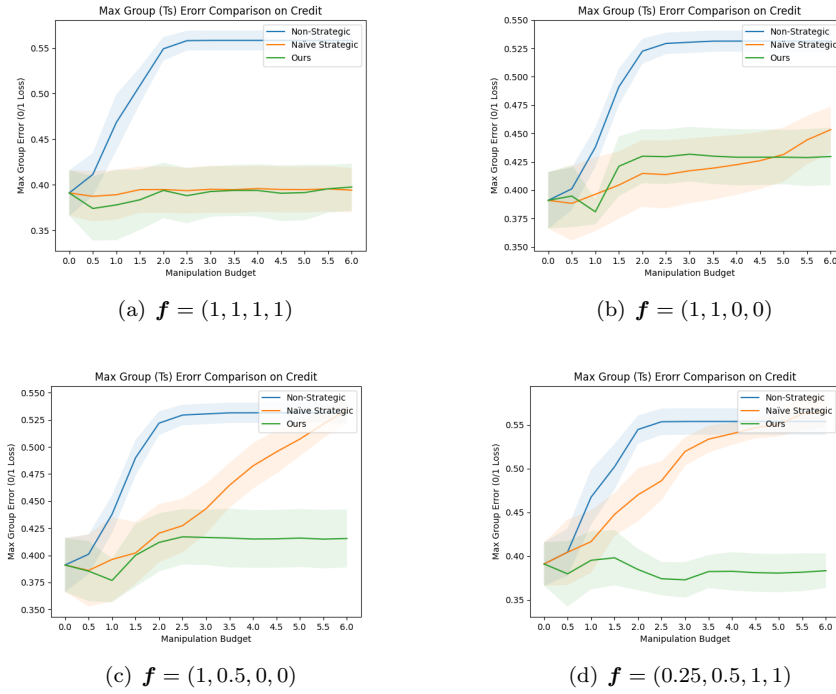 Max Group (Ts) Erorr Comparison on Credit
Max Group (Ts) Erorr Comparison on Credit
Max Group Error (0/1 Loss)
0.55
0.50
0.45
0.40
0.35
Non-Strategic
Naïve Strategic
Ours
0.0 0.5 1.0 1.5 2.0 2.5 3.0 3.5 4.0 4.5 5.0 5.5 6.0
Manipulation Budget
Max Group Error (0/1 Loss)
0.550
0.525
0.500
0.475
0.450
0.425
0.400
0.375
0.350
Non-Strategic
Naïve Strategic
Ours
0.0 0.5 1.0 1.5 2.0 2.5 3.0 3.5 4.0 4.5 5.0 5.5 6.0
Manipulation Budget
(a) f = (1, 1, 1, 1)
(b) f = (1, 1, 0, 0)
Max Group (Ts) Erorr Comparison on Credit
Max Group (Ts) Erorr Comparison on Credit
Max Group Error (0/1 Loss)
0.550
0.525
0.500
0.475
0.450
0.425
0.400
0.375
0.350
Non-Strategic
Naïve Strategic
Ours
0.0 0.5 1.0 1.5 2.0 2.5 3.0 3.5 4.0 4.5 5.0 5.5 6.0
Manipulation Budget
Max Group Error (0/1 Loss)
0.55
0.50
0.45
0.40
0.35
Non-Strategic
Naïve Strategic
Ours
0.0 0.5 1.0 1.5 2.0 2.5 3.0 3.5 4.0 4.5 5.0 5.5 6.0
Manipulation Budget
(c) f = (1, 0.5, 0, 0)
(d) f = (0.25, 0.5, 1, 1)